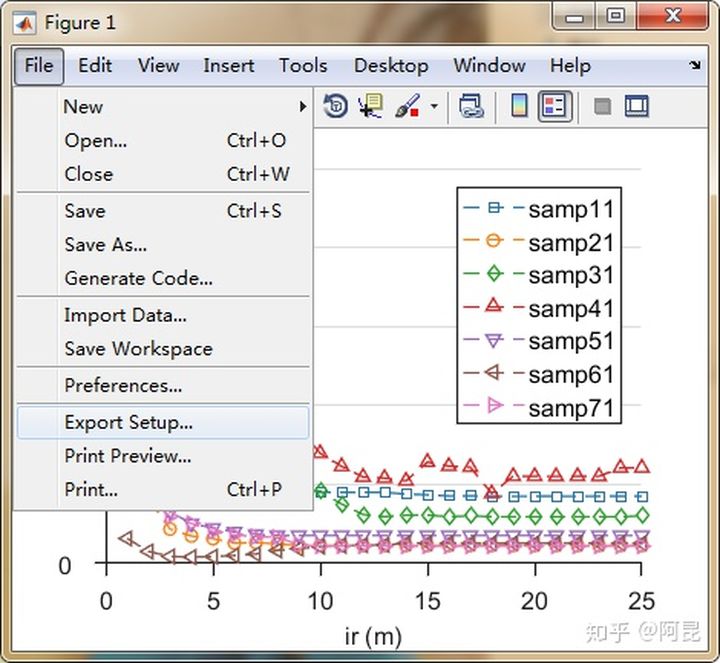 Figure 1
File Edit View Insert Tools Desktop Window Help
New
Open... Ctrl+O
Close Ctrl+W
Save Ctrl+S
Save As...
Generate Code...
Import Data...
Save Workspace
Preferences...
Export Setup...
Print Preview...
Print... Ctrl+P
samp11
samp21
samp31
samp41
samp51
samp61
samp71
0
0 5 10 15 20 25
ir (m)
知乎 @阿昆